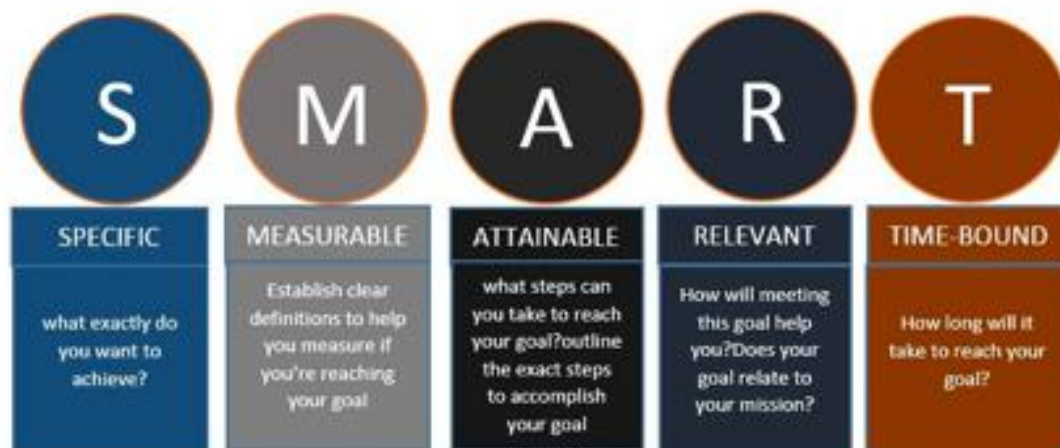 S
M
A
R
T
SPECIFIC
what exactly do
you want to
achieve?
MEASURABLE
Establish clear
definitions to help
you measure if
you're reaching
your goal
ATTAINABLE
what steps can
you take to reach
your goal?outline
the exact steps
to accomplish
your goal
RELEVANT
How will meeting
this goal help
you?Does your
goal relate to
your mission?
TIME-BOUND
How long will it
take to reach your
goal?